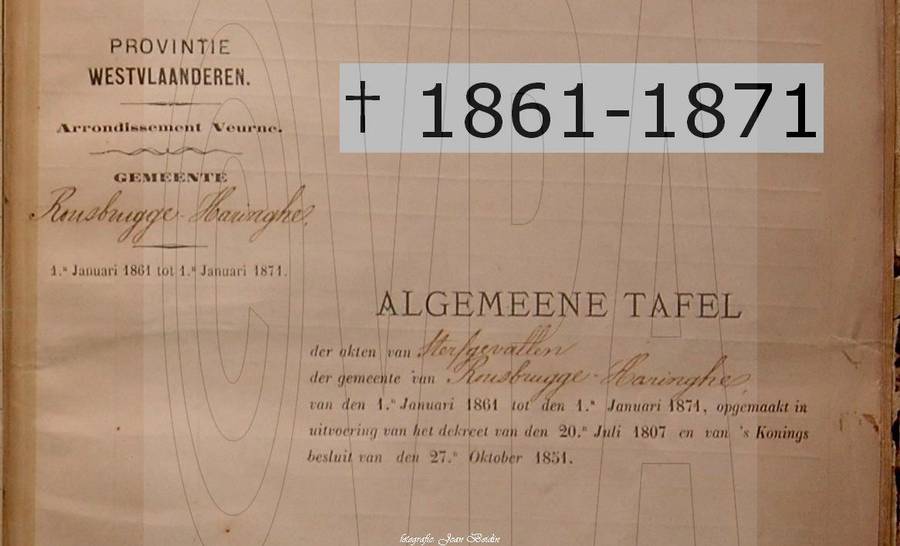 PROVINTIE
WESTVLAANDEREN.
Arrondissement Veurne.
GEMEENTE
Rousbrugge-Haringhe,
1.n Januari 1861 tot 1.n Januari 1871.
† 1861-1871
ALGEMEENE TAFEL
der akten van Sterfgevallen
der gemeente van Rousbrugge-Haringhe,
van den 1.n Januari 1861 tot den 1.n Januari 1871, opgemaakt in
uitvoering van het dekreet van den 20.n Juli 1807 en van 's Konings
besluit van den 27.n Oktober 1851.
fotografie: Joan Botdin